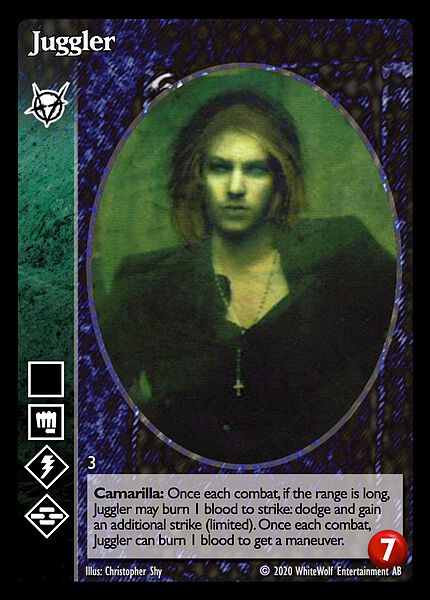 Juggler
3
Camarilla: Once each combat, if the range is long,
Juggler may burn 1 blood to strike: dodge and gain
an additional strike (limited). Once each combat,
Juggler can burn 1 blood to get a maneuver.
7
Illus: Christopher Shy © 2020 WhiteWolf Entertainment AB